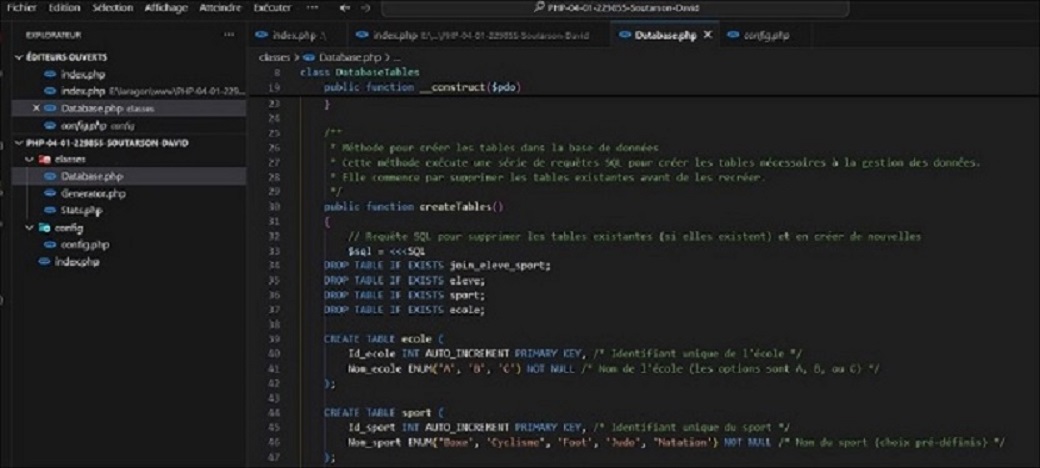 Fichier Edition Sélection Affichage Atteindre Exécuter ... PHP-04-01-229855-Soutarson-David
EXPLORATEUR ...
index.php index.php E:\...\PHP-04-01-229855-Soutarson-David Database.php X config.php
ÉDITEURS OUVERTS
index.php
index.php E:\laragon\www\PHP-04-01-229...
X Database.php classes
config.php config
PHP-04-01-229855-SOUTARSON-DAVID
classes
Database.php
Generator.php
Stats.php
config
config.php
index.php
classes > Database.php > ...
8 class DatabaseTables
19 public function __construct($pdo)
23 }
24
25 /**
26 * Méthode pour créer les tables dans la base de données
27 * Cette méthode exécute une série de requêtes SQL pour créer les tables nécessaires à la gestion des données.
28 * Elle commence par supprimer les tables existantes avant de les recréer.
29 */
30 public function createTables()
31 {
32 // Requête SQL pour supprimer les tables existantes (si elles existent) et en créer de nouvelles
33 $sql = <<<SQL
34 DROP TABLE IF EXISTS join_eleve_sport;
35 DROP TABLE IF EXISTS eleve;
36 DROP TABLE IF EXISTS sport;
37 DROP TABLE IF EXISTS ecole;
38
39 CREATE TABLE ecole (
40 Id_ecole INT AUTO_INCREMENT PRIMARY KEY, /* Identifiant unique de l'école */
41 Nom_ecole ENUM('A', 'B', 'C') NOT NULL /* Nom de l'école (les options sont A, B, ou C) */
42 );
43
44 CREATE TABLE sport (
45 Id_sport INT AUTO_INCREMENT PRIMARY KEY, /* Identifiant unique du sport */
46 Nom_sport ENUM('Boxe', 'Cyclisme', 'Foot', 'Judo', 'Natation') NOT NULL /* Nom du sport (choix pré-définis) */
47 );